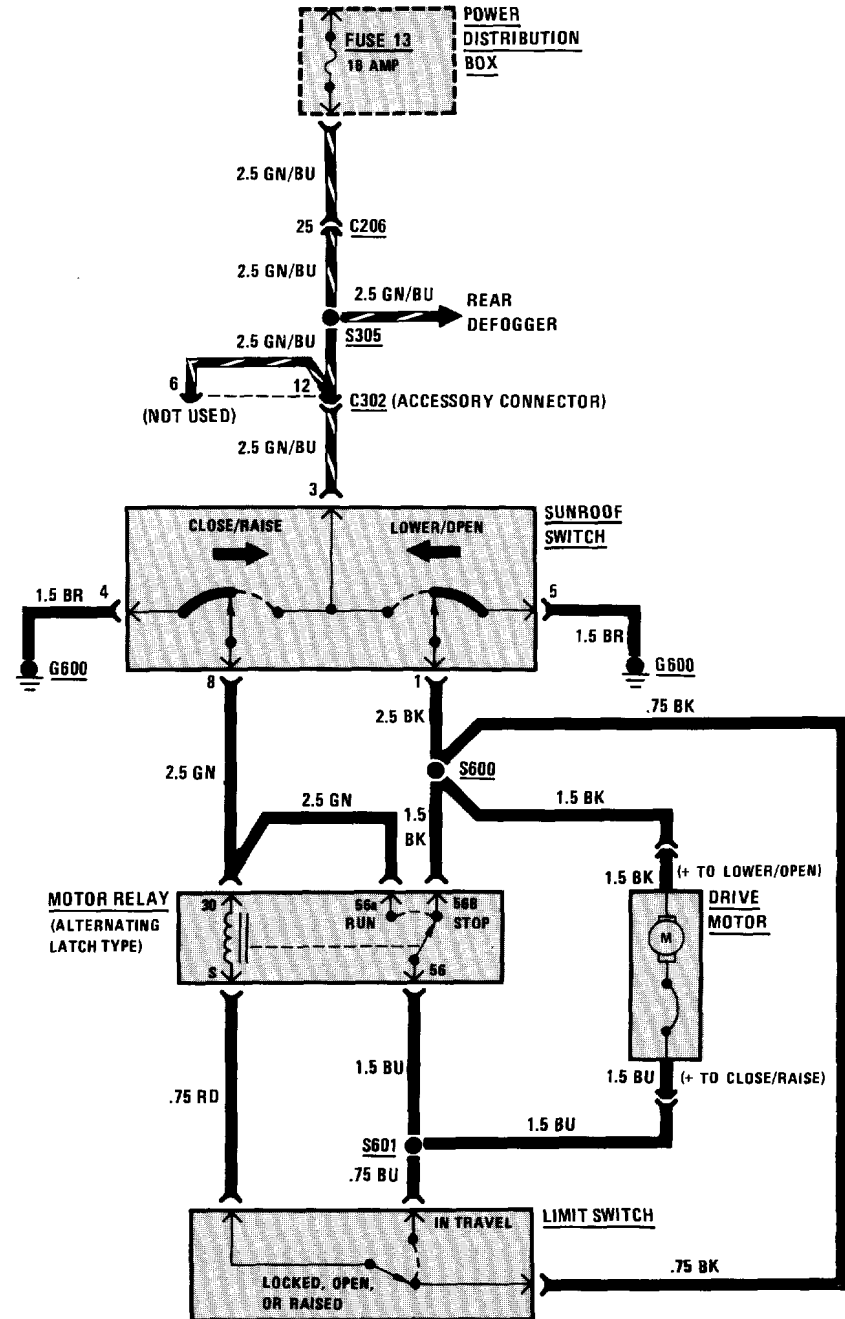 POWER
DISTRIBUTION
BOX
FUSE 13
16 AMP
2.5 GN/BU
25 C206
2.5 GN/BU
2.5 GN/BU
REAR
DEFOGGER
S305
2.5 GN/BU
6
12
(NOT USED)
C302 (ACCESSORY CONNECTOR)
2.5 GN/BU
3
SUNROOF
SWITCH
CLOSE/RAISE
LOWER/OPEN
1.5 BR
4
5
1.5 BR
G600
G600
8
1
2.5 BK
.75 BK
2.5 GN
S600
2.5 GN
1.5
BK
1.5 BK
1.5 BK
(+ TO LOWER/OPEN)
MOTOR RELAY
(ALTERNATING
LATCH TYPE)
30
56a
56B
RUN
STOP
DRIVE
MOTOR
M
S
56
1.5 BU
1.5 BU
(+ TO CLOSE/RAISE)
.75 RD
1.5 BU
S601
.75 BU
IN TRAVEL
LIMIT SWITCH
LOCKED, OPEN,
OR RAISED
.75 BK